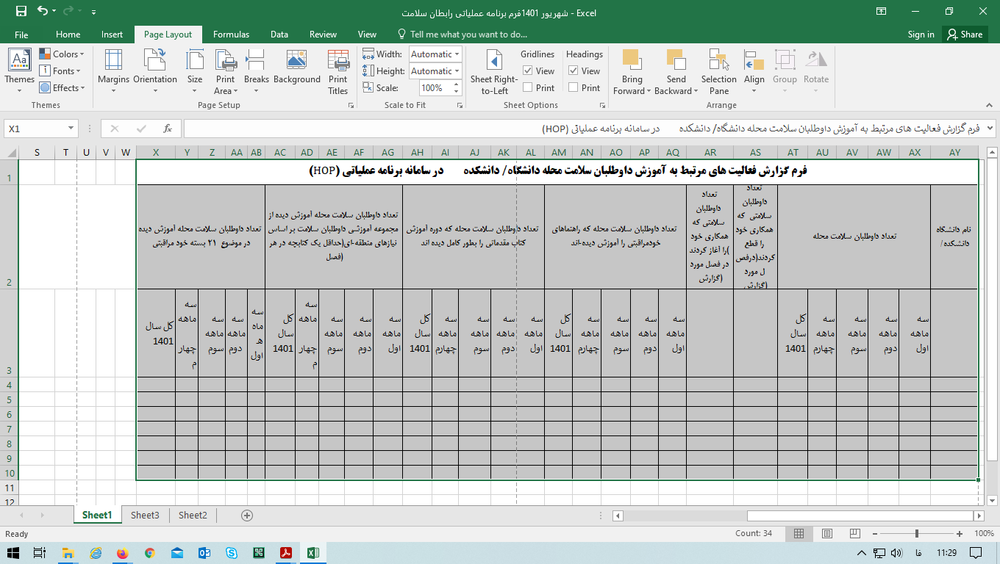 شهریور 1401فرم برنامه عملیاتی رابطان سلامت - Excel
File Home Insert Page Layout Formulas Data Review View Tell me what you want to do... Sign in Share
Themes
Colors
Fonts
Effects
Themes
Margins
Orientation
Size
Print Area
Breaks
Background
Print Titles
Page Setup
Width: Automatic
Height: Automatic
Scale: 100%
Scale to Fit
Sheet Right-to-Left
Gridlines
View
Print
Headings
View
Print
Sheet Options
Bring Forward
Send Backward
Selection Pane
Align
Group
Rotate
Arrange
X1
fx
فرم گزارش فعالیت های مرتبط به آموزش داوطلبان سلامت محله دانشگاه/ دانشکده در سامانه برنامه عملیاتی (HOP)
S T U V W X Y Z AA AB AC AD AE AF AG AH AI AJ AK AL AM AN AO AP AQ AR AS AT AU AV AW AX AY
1
فرم گزارش فعالیت های مرتبط به آموزش داوطلبان سلامت محله دانشگاه/ دانشکده در سامانه برنامه عملیاتی (HOP)
2
نام دانشگاه
/دانشکده
تعداد داوطلبان سلامت محله
تعداد
داوطلبان
سلامتی که
همکاری خود
را قطع
کردند(درفص
ل مورد
گزارش)
تعداد
داوطلبان
سلامتی که
همکاری خود
را آغاز کردند(
در فصل مورد
گزارش)
تعداد داوطلبان سلامت محله که راهنماهای
خودمراقبتی را آموزش دیده-اند
تعداد داوطلبان سلامت محله که دوره آموزش
کتاب مقدماتی را بطور کامل دیده اند
تعداد داوطلبان سلامت محله آموزش دیده از
مجموعه آموزشی داوطلبان سلامت بر اساس
نیازهای منطقه-ای(حداقل یک کتابچه در هر
فصل)
تعداد داوطلبان سلامت محله آموزش دیده
در موضوع ۲۱ بسته خود مراقبتی
3
سه ماهه اول
سه ماهه دوم
سه ماهه سوم
سه ماهه چهارم
کل سال 1401
سه ماهه اول
سه ماهه دوم
سه ماهه سوم
سه ماهه چهارم
کل سال 1401
سه ماهه اول
سه ماهه دوم
سه ماهه سوم
سه ماهه چهارم
کل سال 1401
سه ماهه اول
سه ماهه دوم
سه ماهه سوم
سه ماهه چهارم
کل سال 1401
سه ماهه اول
سه ماهه دوم
سه ماهه سوم
سه ماهه چهارم
کل سال 1401
4
5
6
7
8
9
10
11
12
Sheet1 Sheet3 Sheet2
Ready Count: 34 100%
فا 11:29